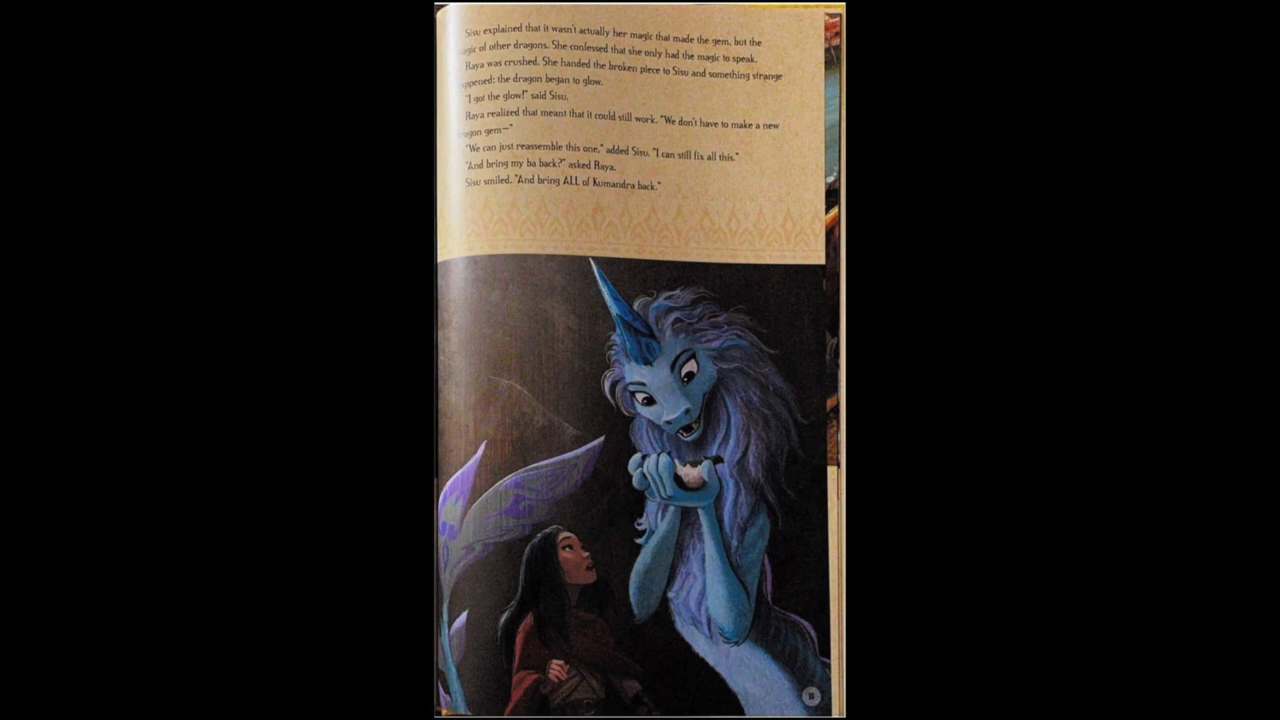 Sisu explained that it wasn't actually her magic that made the gem, but the
magic of other dragons. She confessed that she only had the magic to speak.
Raya was crushed. She handed the broken piece to Sisu and something strange
happened: the dragon began to glow.
"I got the glow!" said Sisu.
Raya realized that meant that it could still work. "We don't have to make a new
dragon gem—"
"We can just reassemble this one," added Sisu. "I can still fix all this."
"And bring my ba back?" asked Raya.
Sisu smiled. "And bring ALL of Kumandra back."